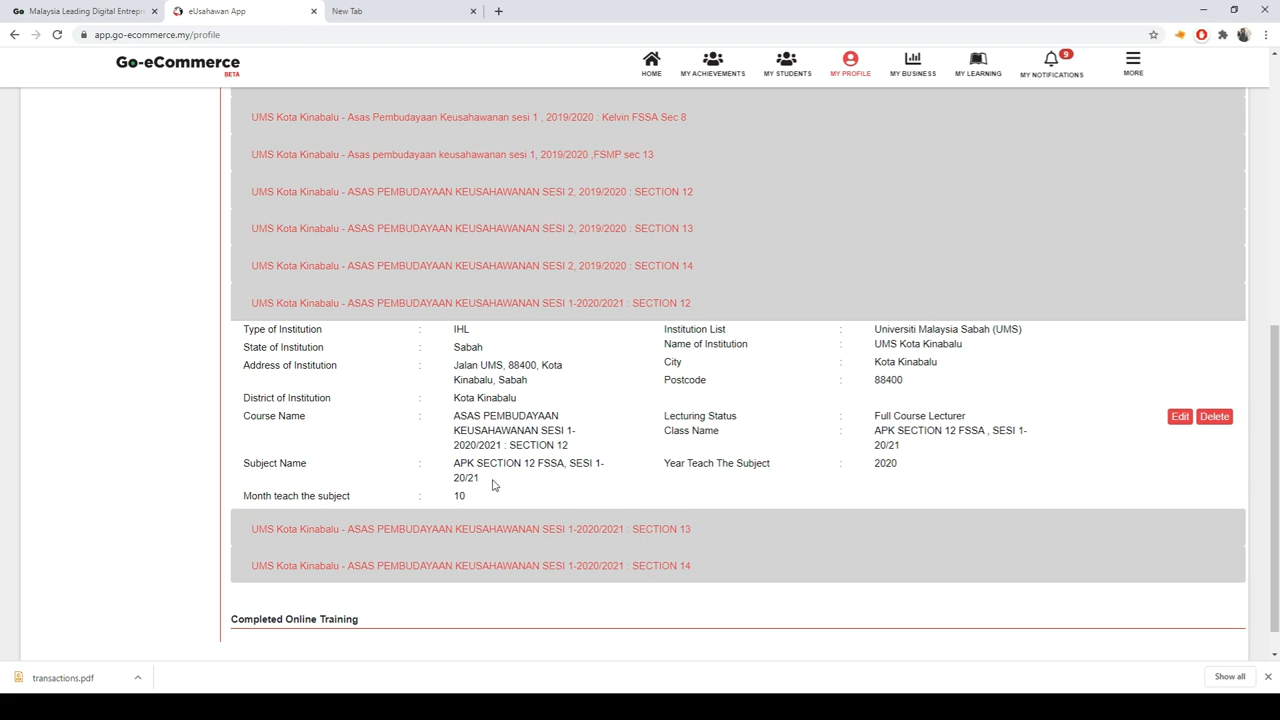 Go Malaysia Leading Digital Entrepre
eUsahawan App
New Tab
app.go-ecommerce.my/profile
Go-eCommerce
BETA
HOME
MY ACHIEVEMENTS
MY STUDENTS
MY PROFILE
MY BUSINESS
MY LEARNING
9
MY NOTIFICATIONS
MORE
UMS Kota Kinabalu - Asas Pembudayaan Keusahawanan sesi 1 , 2019/2020 : Kelvin FSSA Sec 8
UMS Kota Kinabalu - Asas pembudayaan keusahawanan sesi 1, 2019/2020 ,FSMP sec 13
UMS Kota Kinabalu - ASAS PEMBUDAYAAN KEUSAHAWANAN SESI 2, 2019/2020 : SECTION 12
UMS Kota Kinabalu - ASAS PEMBUDAYAAN KEUSAHAWANAN SESI 2, 2019/2020 : SECTION 13
UMS Kota Kinabalu - ASAS PEMBUDAYAAN KEUSAHAWANAN SESI 2, 2019/2020 : SECTION 14
UMS Kota Kinabalu - ASAS PEMBUDAYAAN KEUSAHAWANAN SESI 1-2020/2021 : SECTION 12
Type of Institution : IHL Institution List : Universiti Malaysia Sabah (UMS)
State of Institution : Sabah Name of Institution : UMS Kota Kinabalu
Address of Institution : Jalan UMS, 88400, Kota City : Kota Kinabalu
Kinabalu, Sabah Postcode : 88400
District of Institution : Kota Kinabalu
Course Name : ASAS PEMBUDAYAAN Lecturing Status : Full Course Lecturer Edit Delete
KEUSAHAWANAN SESI 1- Class Name : APK SECTION 12 FSSA , SESI 1-
2020/2021 : SECTION 12 20/21
Subject Name : APK SECTION 12 FSSA, SESI 1- Year Teach The Subject : 2020
20/21
Month teach the subject : 10
UMS Kota Kinabalu - ASAS PEMBUDAYAAN KEUSAHAWANAN SESI 1-2020/2021 : SECTION 13
UMS Kota Kinabalu - ASAS PEMBUDAYAAN KEUSAHAWANAN SESI 1-2020/2021 : SECTION 14
Completed Online Training
transactions.pdf
Show all